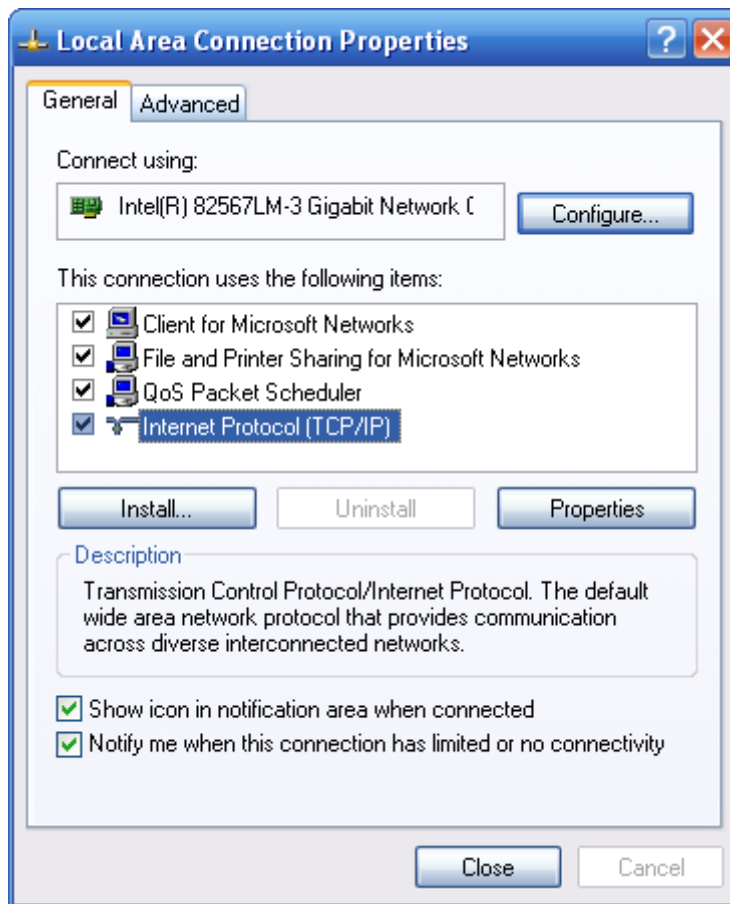 Local Area Connection Properties
General
Advanced
Connect using:
Intel(R) 82567LM-3 Gigabit Network C
Configure...
This connection uses the following items:
Client for Microsoft Networks
File and Printer Sharing for Microsoft Networks
QoS Packet Scheduler
Internet Protocol (TCP/IP)
Install...
Uninstall
Properties
Description
Transmission Control Protocol/Internet Protocol. The default
wide area network protocol that provides communication
across diverse interconnected networks.
Show icon in notification area when connected
Notify me when this connection has limited or no connectivity
Close
Cancel